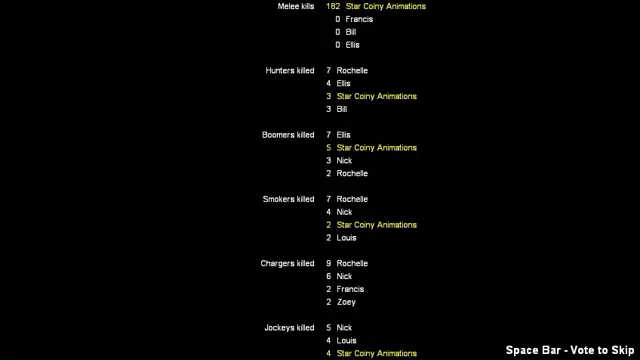 Melee kills 182 Star Coiny Animations
0 Francis
0 Bill
0 Ellis
Hunters killed 7 Rochelle
4 Ellis
3 Star Coiny Animations
3 Bill
Boomers killed 7 Ellis
5 Star Coiny Animations
3 Nick
2 Rochelle
Smokers killed 7 Rochelle
4 Nick
2 Star Coiny Animations
2 Louis
Chargers killed 9 Rochelle
6 Nick
2 Francis
2 Zoey
Jockeys killed 5 Nick
4 Louis
4 Star Coiny Animations
Space Bar - Vote to Skip